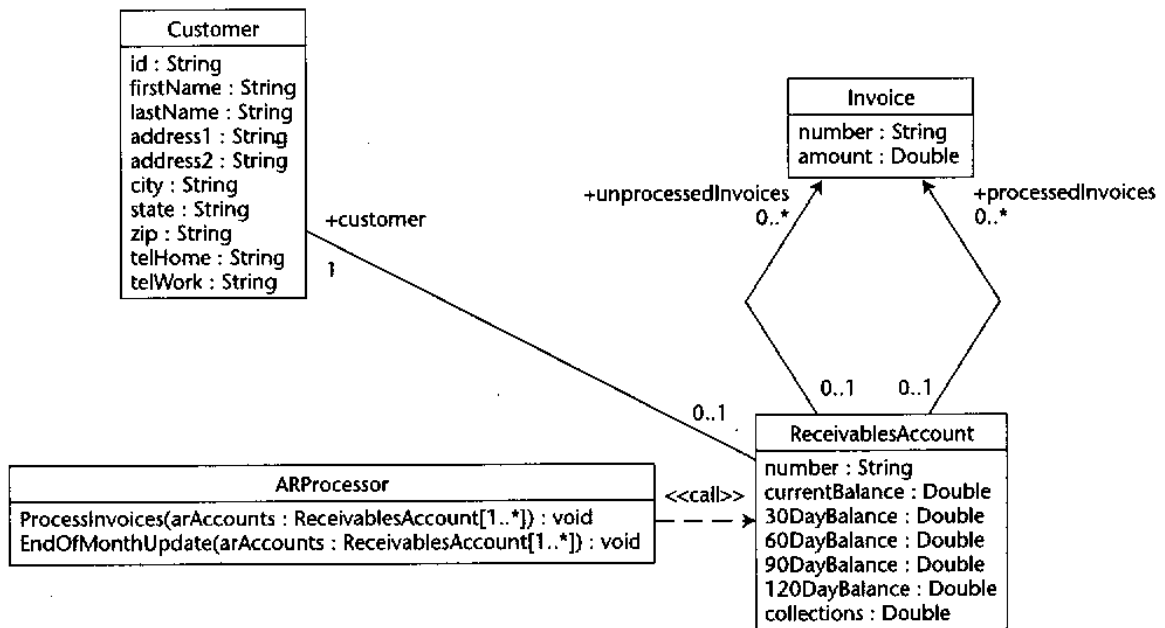 Customer
id : String
firstName : String
lastName : String
address1 : String
address2 : String
city : String
state : String
zip : String
telHome : String
telWork : String
Invoice
number : String
amount : Double
+unprocessedInvoices
0..*
+processedInvoices
0..*
+customer
1
0..1
0..1
0..1
ReceivablesAccount
number : String
currentBalance : Double
30DayBalance : Double
60DayBalance : Double
90DayBalance : Double
120DayBalance : Double
collections : Double
ARProcessor
ProcessInvoices(arAccounts : ReceivablesAccount[1..*]) : void
EndOfMonthUpdate(arAccounts : ReceivablesAccount[1..*]) : void
<<call>>